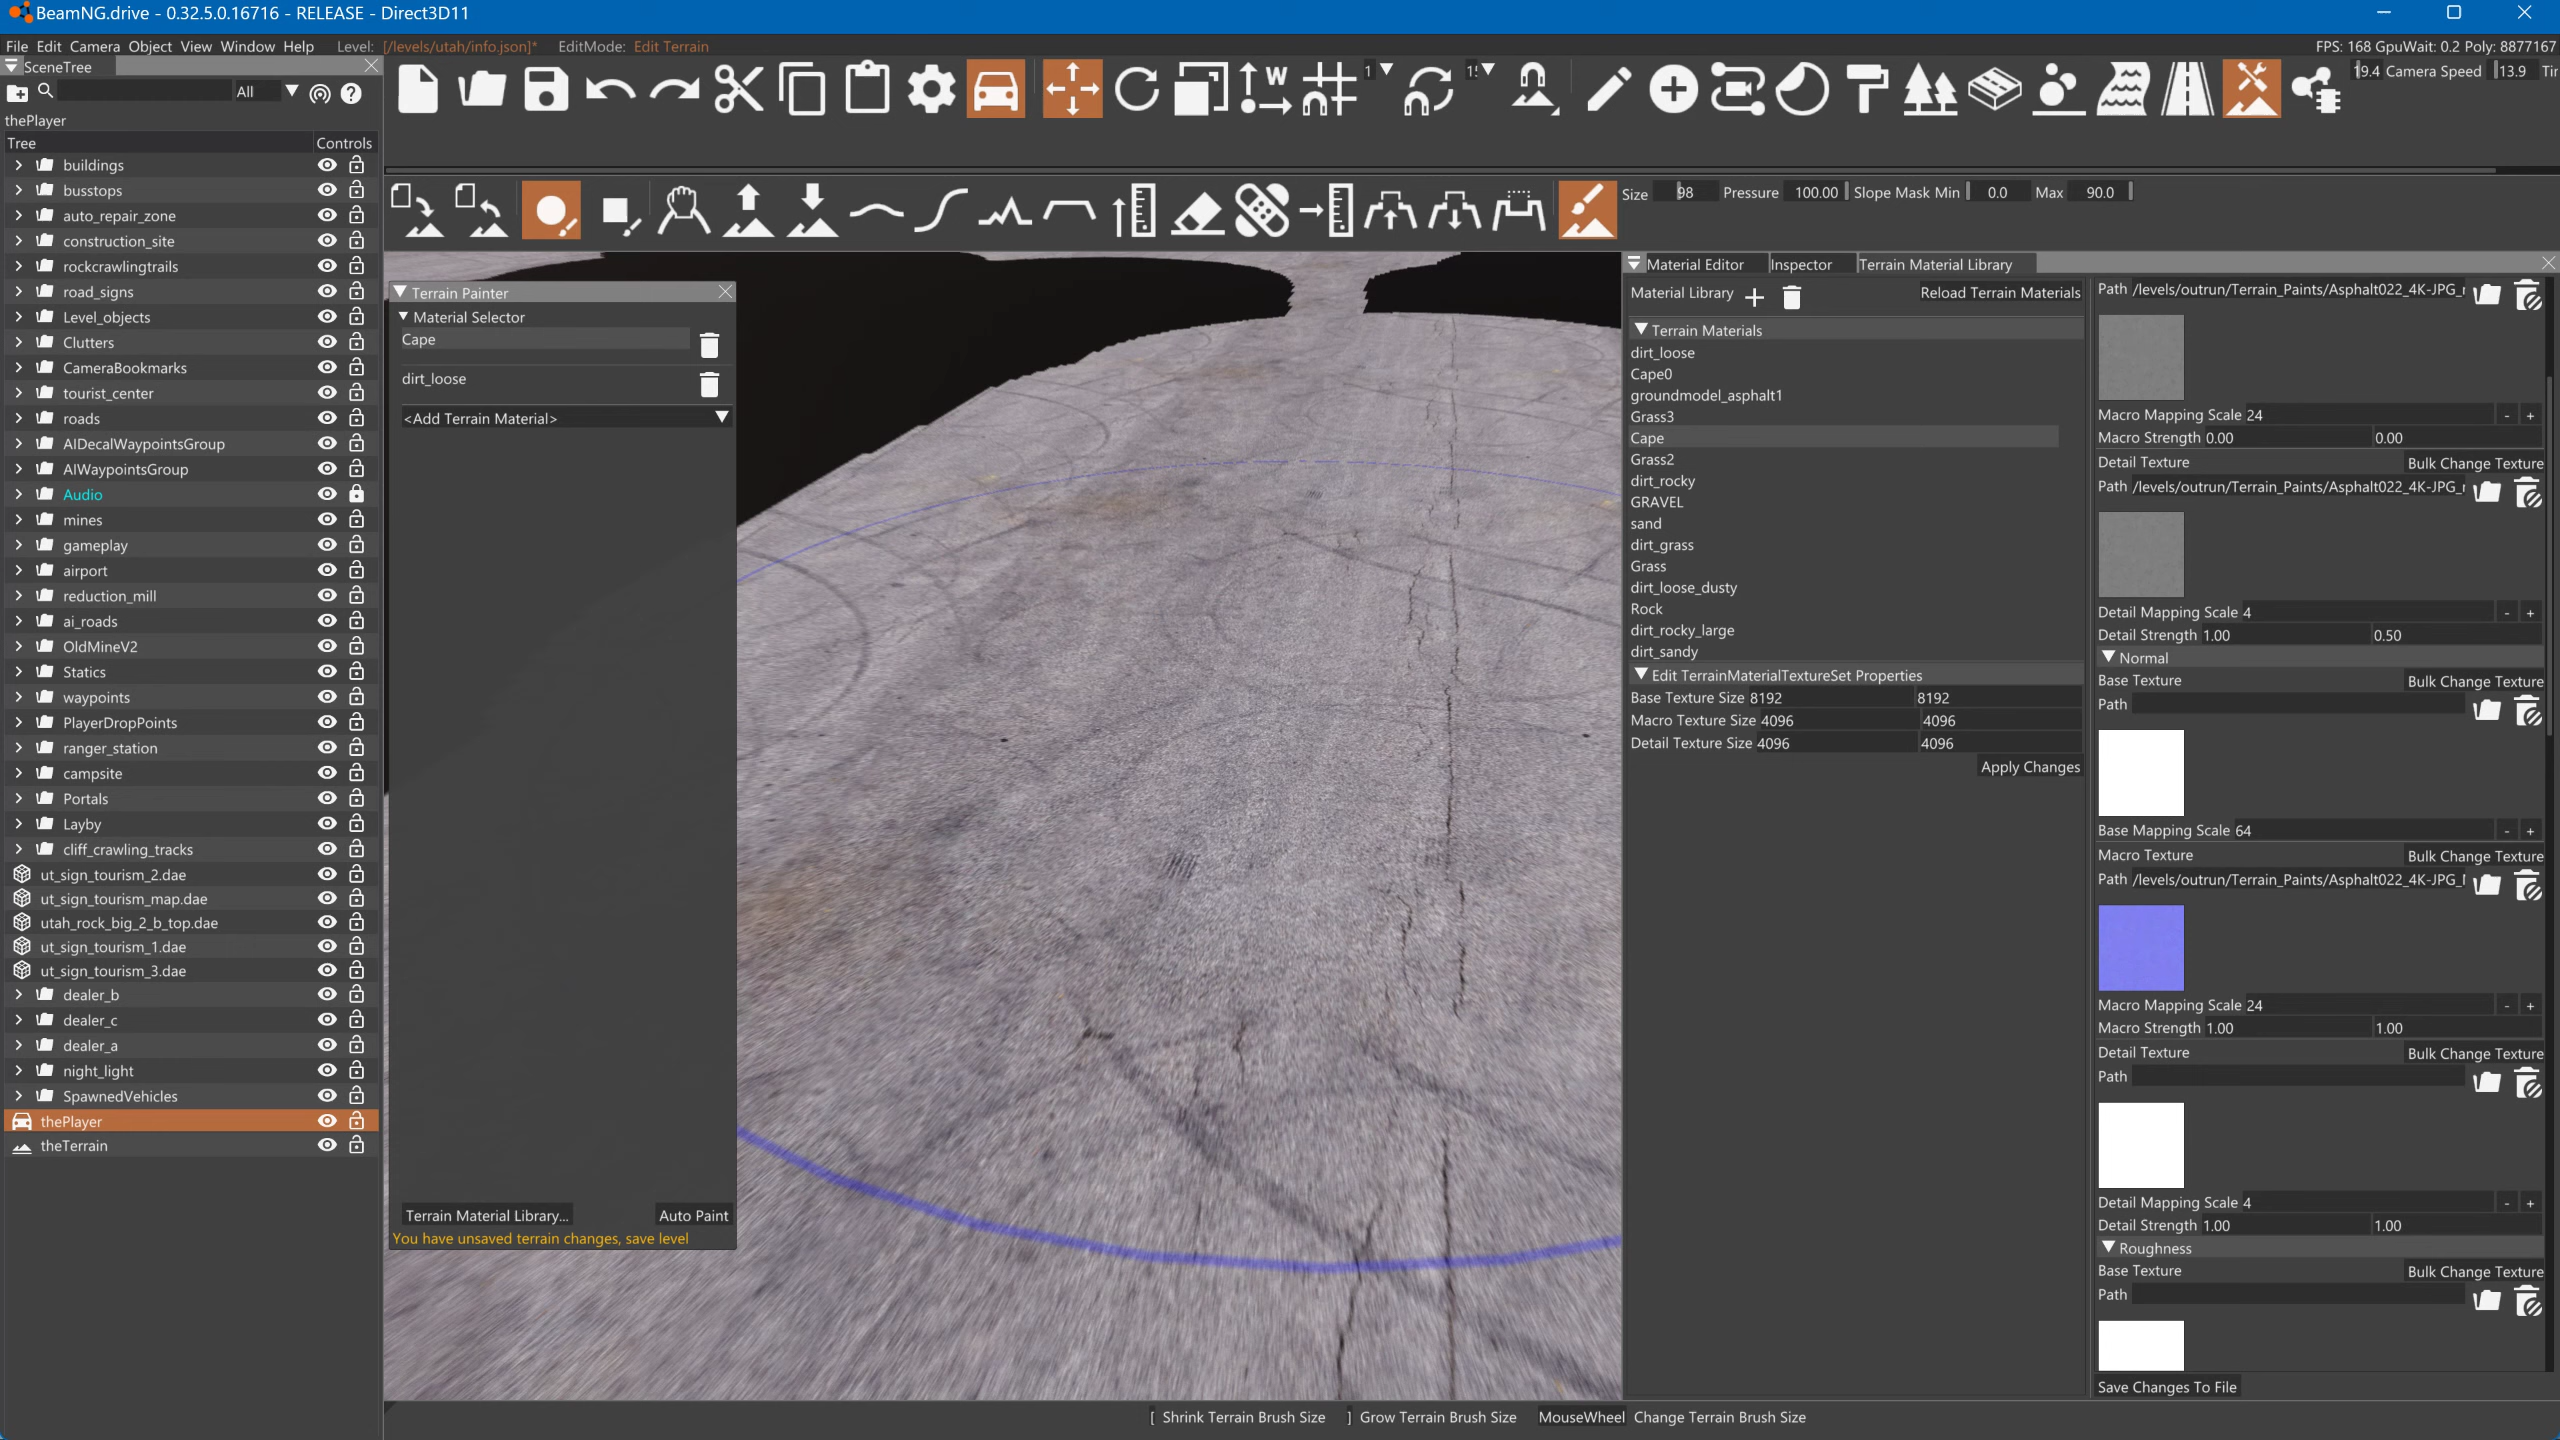 BeamNG.drive - 0.32.5.0.16716 - RELEASE - Direct3D11
File Edit Camera Object View Window Help Level: [/levels/utah/info.json]* EditMode: Edit Terrain FPS: 168 GpuWait: 0.2 Poly: 8877167
SceneTree
All
19.4 Camera Speed 13.9
thePlayer
Tree Controls
buildings
busstops
auto_repair_zone
construction_site
rockcrawlingtrails
road_signs
Level_objects
Clutters
CameraBookmarks
tourist_center
roads
AIDecalWaypointsGroup
AIWaypointsGroup
Audio
mines
gameplay
airport
reduction_mill
ai_roads
OldMineV2
Statics
waypoints
PlayerDropPoints
ranger_station
campsite
Portals
Layby
cliff_crawling_tracks
ut_sign_tourism_2.dae
ut_sign_tourism_map.dae
utah_rock_big_2_b_top.dae
ut_sign_tourism_1.dae
ut_sign_tourism_3.dae
dealer_b
dealer_c
dealer_a
night_light
SpawnedVehicles
thePlayer
theTerrain
W 1
Size 98 Pressure 100.00 Slope Mask Min 0.0 Max 90.0
Terrain Painter
Material Selector
Cape
dirt_loose
<Add Terrain Material>
Terrain Material Library... Auto Paint
You have unsaved terrain changes, save level
Material Editor Inspector Terrain Material Library
Material Library Reload Terrain Materials
Terrain Materials
dirt_loose
Cape0
groundmodel_asphalt1
Grass3
Cape
Grass2
dirt_rocky
GRAVEL
sand
dirt_grass
Grass
dirt_loose_dusty
Rock
dirt_rocky_large
dirt_sandy
Edit TerrainMaterialTextureSet Properties
Base Texture Size 8192 8192
Macro Texture Size 4096 4096
Detail Texture Size 4096 4096
Apply Changes
Path /levels/outrun/Terrain_Paints/Asphalt022_4K-JPG_
Macro Mapping Scale 24 - +
Macro Strength 0.00 0.00
Detail Texture Bulk Change Texture
Path /levels/outrun/Terrain_Paints/Asphalt022_4K-JPG_
Detail Mapping Scale 4 - +
Detail Strength 1.00 0.50
Normal
Base Texture Bulk Change Texture
Path
Base Mapping Scale 64 - +
Macro Texture Bulk Change Texture
Path /levels/outrun/Terrain_Paints/Asphalt022_4K-JPG_
Macro Mapping Scale 24 - +
Macro Strength 1.00 1.00
Detail Texture Bulk Change Texture
Path
Detail Mapping Scale 4 - +
Detail Strength 1.00 1.00
Roughness
Base Texture Bulk Change Texture
Path
Save Changes To File
[ Shrink Terrain Brush Size ] Grow Terrain Brush Size MouseWheel Change Terrain Brush Size